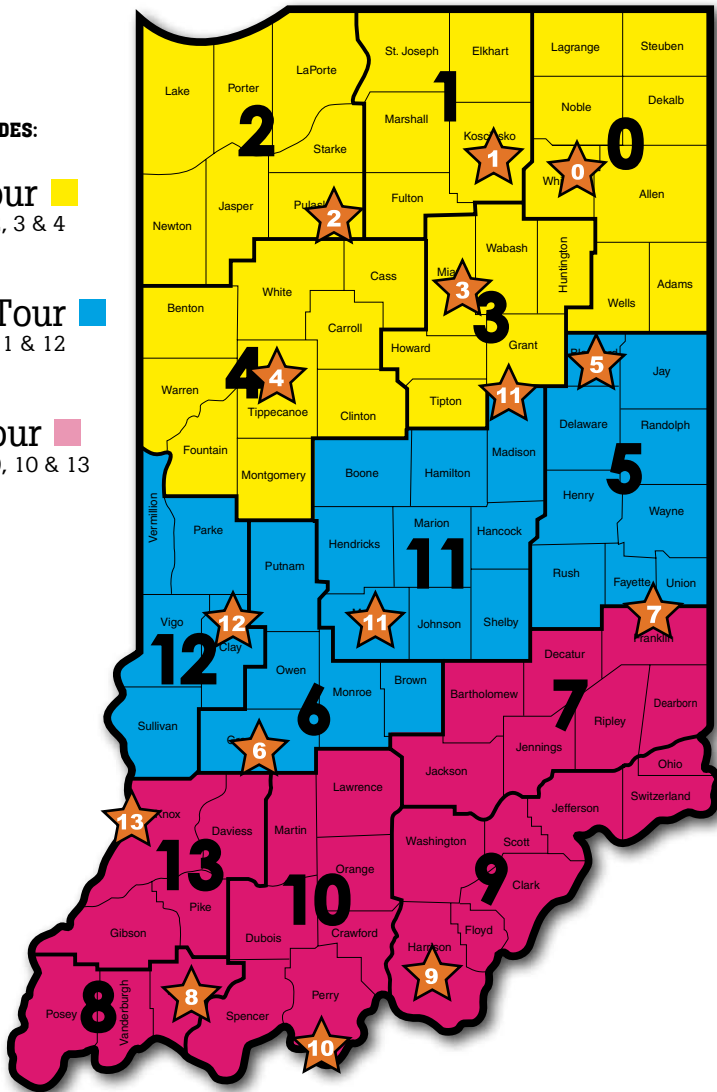 DES:
our
, 3 & 4
Tour
1 & 12
our
, 10 & 13
St. Joseph
Elkhart
Lagrange
Steuben
LaPorte
Porter
Lake
1
Noble
Dekalb
Marshall
2
0
Starke
1
0
Allen
Jasper
Newton
Fulton
2
Wabash
Huntington
Cass
White
3
Adams
Wells
Benton
Carroll
3
Howard
Grant
5
Jay
Warren
4
4
Tippecanoe
Tipton
11
Clinton
Delaware
Randolph
Fountain
Madison
5
Montgomery
Boone
Hamilton
Henry
Wayne
Vermillion
Parke
Marion
Hancock
Hendricks
11
Putnam
Rush
Fayette
Union
Vigo
12
11
Johnson
Shelby
7
Clay
Franklin
12
Decatur
Owen
Brown
Monroe
Bartholomew
Dearborn
Sullivan
6
7
Ripley
6
Jennings
Ohio
Jackson
Lawrence
Switzerland
Jefferson
Knox
13
Daviess
Martin
Washington
Scott
13
Orange
9
Clark
10
Pike
Gibson
Floyd
Crawford
Dubois
Harrison
9
8
Perry
8
Posey
Vanderburgh
Spencer
10